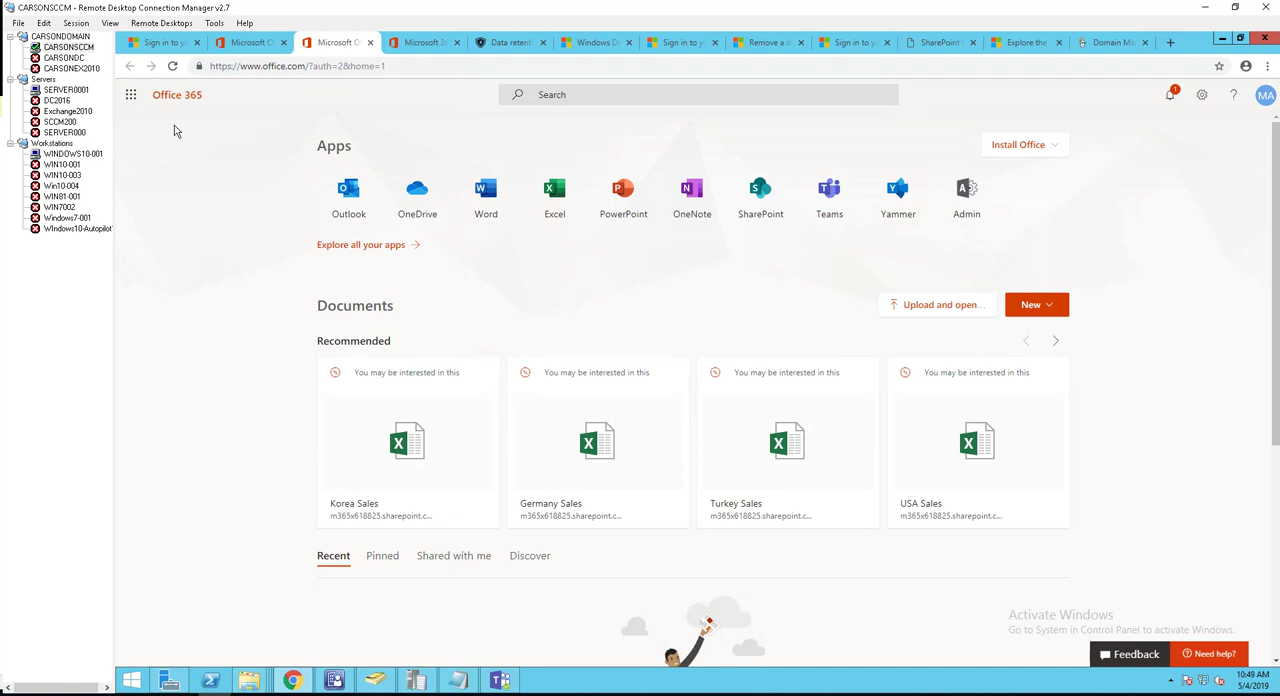 CARSONSCCM - Remote Desktop Connection Manager v2.7
File Edit Session View Remote Desktops Tools Help
CARSONDOMAIN
CARSONSCCM
CARSONDC
CARSONEX2010
Servers
SERVER0001
DC2016
Exchange2010
SCCM200
SERVER000
Workstations
WINDOWS10-001
WIN10-001
WIN10-003
Win10-004
WIN81-001
WIN7002
Windows7-001
WIndows10-Autopilot
Sign in to yo
Microsoft O
Microsoft O
Microsoft 3
Data retenti
Windows De
Sign in to y
Remove a d
Sign in to yo
SharePoint
Explore the
Domain Ma
https://www.office.com/?auth=2&home=1
Office 365
Search
1
MA
Apps
Install Office
Outlook OneDrive Word Excel PowerPoint OneNote SharePoint Teams Yammer Admin
Explore all your apps
Documents
Upload and open...
New
Recommended
You may be interested in this
You may be interested in this
You may be interested in this
You may be interested in this
Korea Sales
m365x618825.sharepoint.c...
Germany Sales
m365x618825.sharepoint.c...
Turkey Sales
m365x618825.sharepoint.c...
USA Sales
m365x618825.sharepoint.c...
Recent Pinned Shared with me Discover
Activate Windows
Go to System in Control Panel to activate Windows.
Feedback
Need help?
10:49 AM
5/4/2019